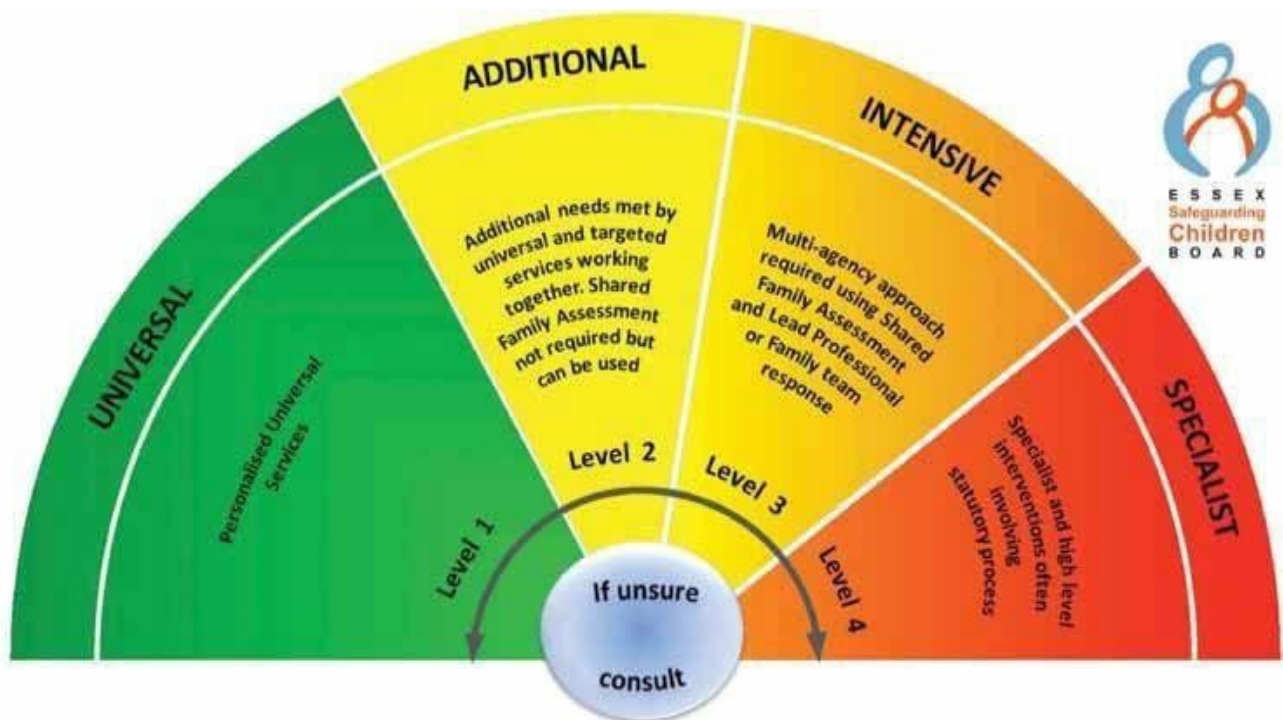 UNIVERSAL
Personalised Universal
Services
Level 1
ADDITIONAL
Additional needs met by
universal and targeted
services working
together. Shared
Family Assessment
not required but
can be used
Level 2
INTENSIVE
Multi-agency approach
required using Shared
Family Assessment
and Lead Professional
or Family team
response
Level 3
SPECIALIST
Specialist and high level
interventions often
involving
statutory process
Level 4
If unsure
consult
ESSEX
Safeguarding
Children
BOARD